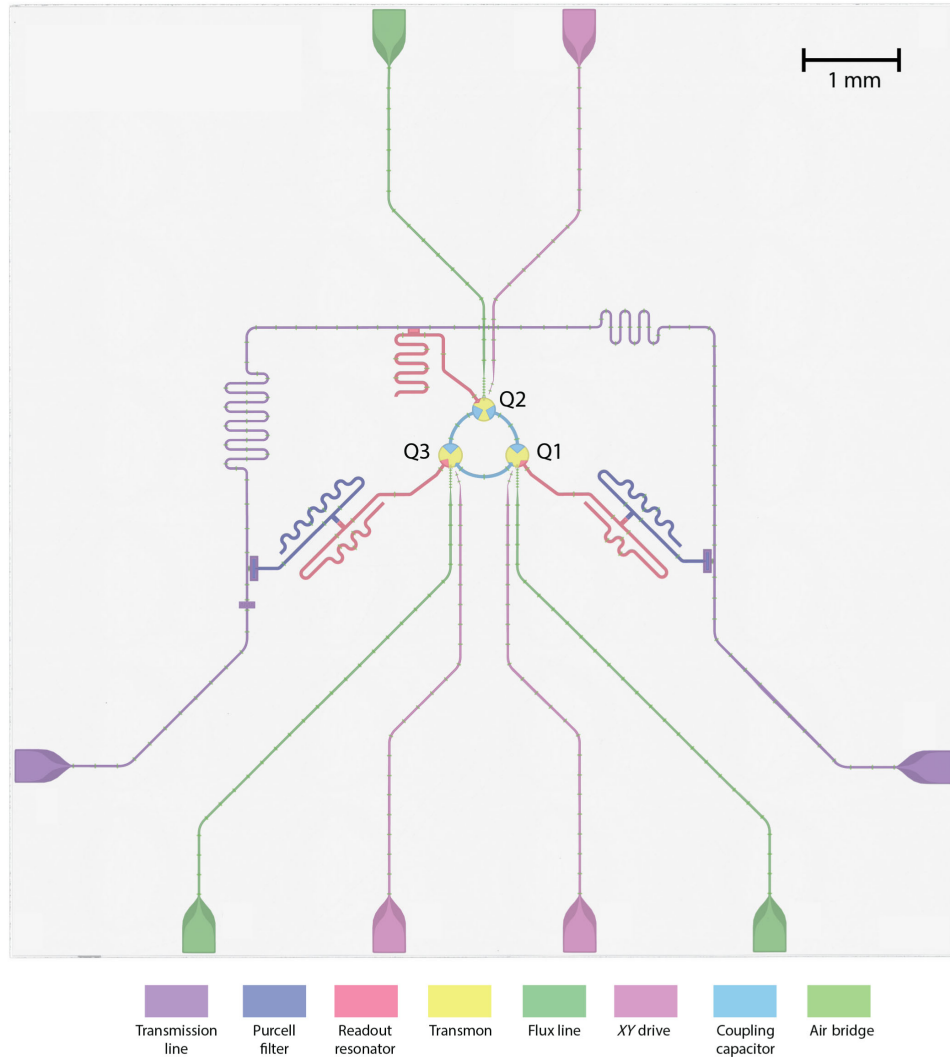 1 mm
Q2
Q3
Q1
Transmission
line
Purcell
filter
Readout
resonator
Transmon
Flux line
XY drive
Coupling
capacitor
Air bridge